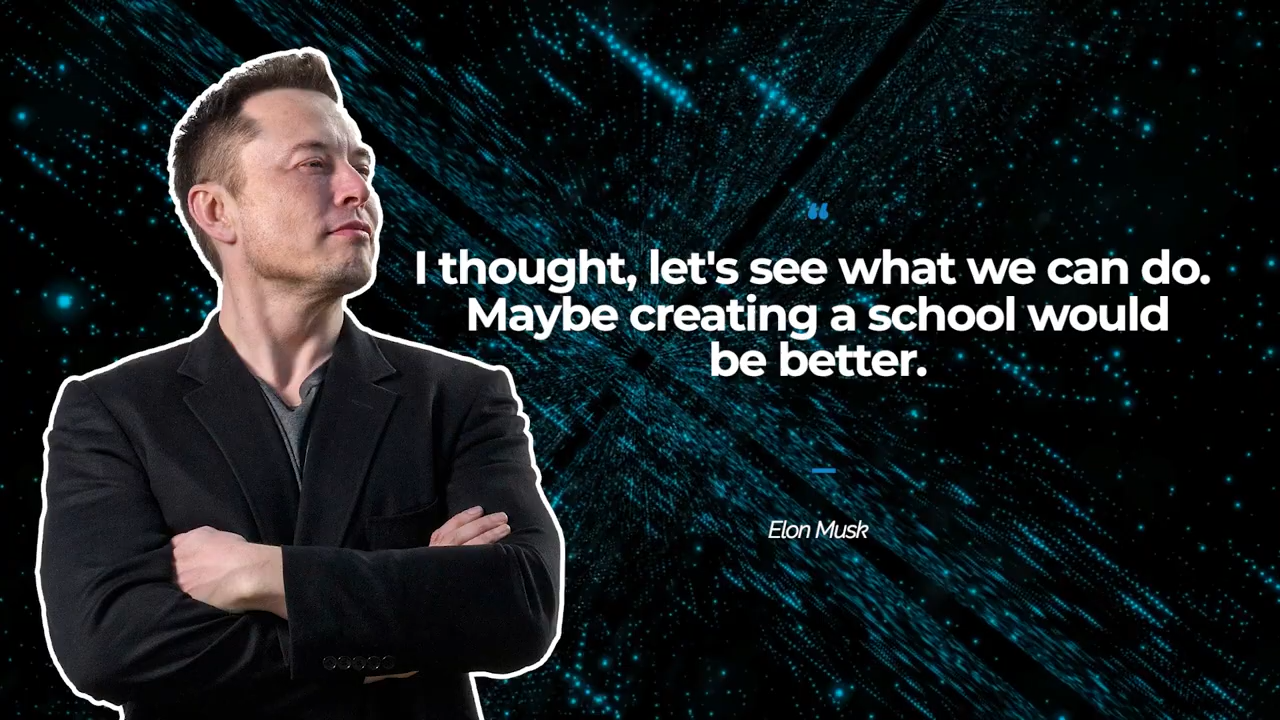 “
I thought, let's see what we can do.
Maybe creating a school would
be better.
Elon Musk